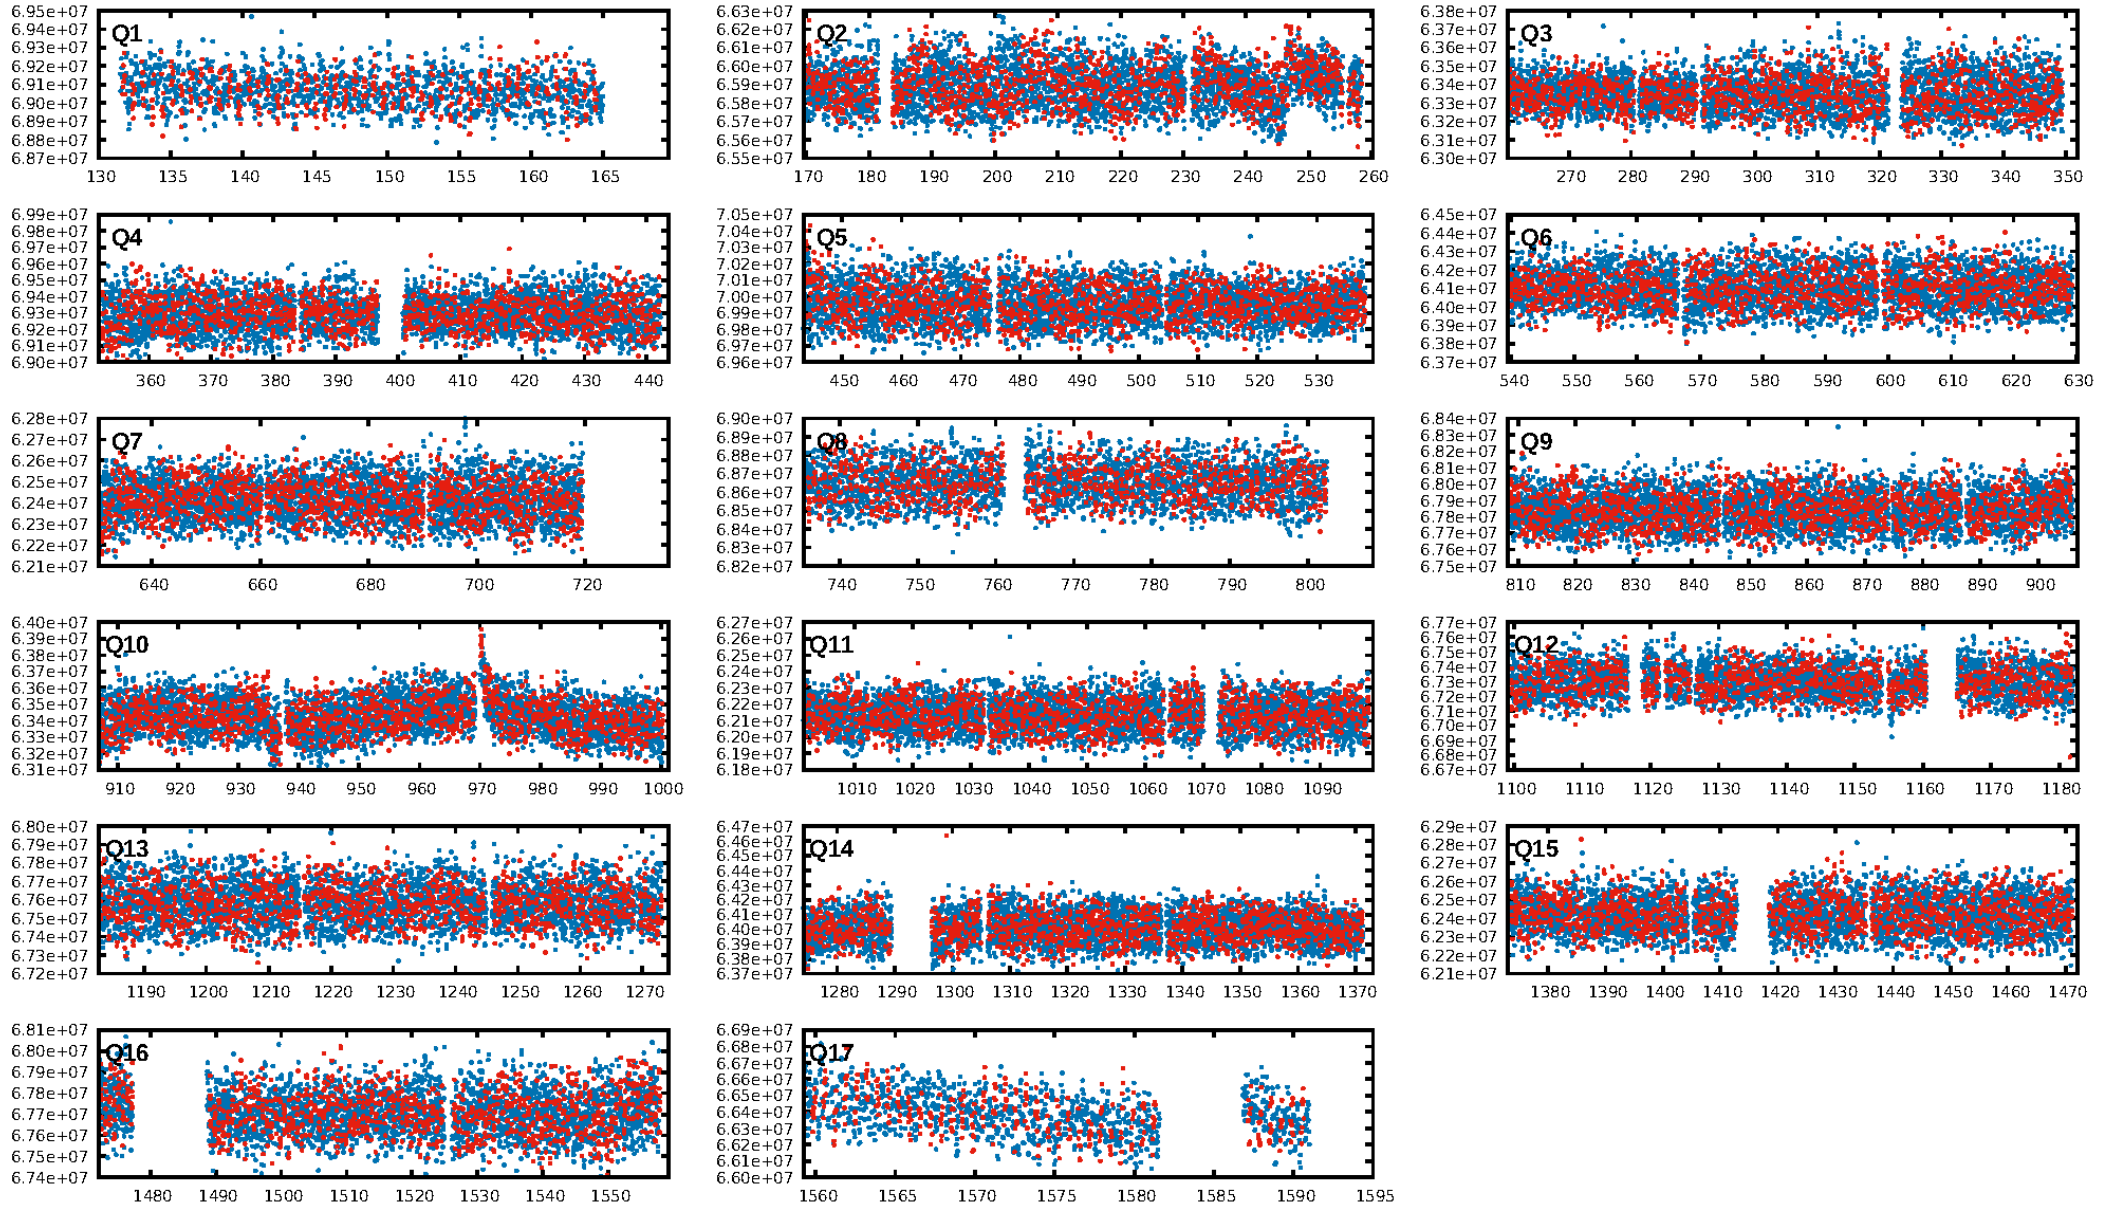 6.95e+07
6.94e+07
6.93e+07
6.92e+07
6.91e+07
6.90e+07
6.89e+07
6.88e+07
6.87e+07
Q1
130 135 140 145 150 155 160 165
6.63e+07
6.62e+07
6.61e+07
6.60e+07
6.59e+07
6.58e+07
6.57e+07
6.56e+07
6.55e+07
Q2
170 180 190 200 210 220 230 240 250 260
6.38e+07
6.37e+07
6.36e+07
6.35e+07
6.34e+07
6.33e+07
6.32e+07
6.31e+07
6.30e+07
Q3
270 280 290 300 310 320 330 340 350
6.99e+07
6.98e+07
6.97e+07
6.96e+07
6.95e+07
6.94e+07
6.93e+07
6.92e+07
6.91e+07
6.90e+07
Q4
360 370 380 390 400 410 420 430 440
7.05e+07
7.04e+07
7.03e+07
7.02e+07
7.01e+07
7.00e+07
6.99e+07
6.98e+07
6.97e+07
6.96e+07
Q5
450 460 470 480 490 500 510 520 530
6.45e+07
6.44e+07
6.43e+07
6.42e+07
6.41e+07
6.40e+07
6.39e+07
6.38e+07
6.37e+07
Q6
540 550 560 570 580 590 600 610 620 630
6.28e+07
6.27e+07
6.26e+07
6.25e+07
6.24e+07
6.23e+07
6.22e+07
6.21e+07
Q7
640 660 680 700 720
6.90e+07
6.89e+07
6.88e+07
6.87e+07
6.86e+07
6.85e+07
6.84e+07
6.83e+07
6.82e+07
Q8
740 750 760 770 780 790 800
6.84e+07
6.83e+07
6.82e+07
6.81e+07
6.80e+07
6.79e+07
6.78e+07
6.77e+07
6.76e+07
6.75e+07
Q9
810 820 830 840 850 860 870 880 890 900
6.40e+07
6.39e+07
6.38e+07
6.37e+07
6.36e+07
6.35e+07
6.34e+07
6.33e+07
6.32e+07
6.31e+07
Q10
910 920 930 940 950 960 970 980 990 1000
6.27e+07
6.26e+07
6.25e+07
6.24e+07
6.23e+07
6.22e+07
6.21e+07
6.20e+07
6.19e+07
6.18e+07
Q11
1010 1020 1030 1040 1050 1060 1070 1080 1090
6.77e+07
6.76e+07
6.75e+07
6.74e+07
6.73e+07
6.72e+07
6.71e+07
6.70e+07
6.69e+07
6.68e+07
6.67e+07
Q12
1100 1110 1120 1130 1140 1150 1160 1170 1180
6.80e+07
6.79e+07
6.78e+07
6.77e+07
6.76e+07
6.75e+07
6.74e+07
6.73e+07
6.72e+07
Q13
1190 1200 1210 1220 1230 1240 1250 1260 1270
6.47e+07
6.46e+07
6.45e+07
6.44e+07
6.43e+07
6.42e+07
6.41e+07
6.40e+07
6.39e+07
6.38e+07
6.37e+07
Q14
1280 1290 1300 1310 1320 1330 1340 1350 1360 1370
6.29e+07
6.28e+07
6.27e+07
6.26e+07
6.25e+07
6.24e+07
6.23e+07
6.22e+07
6.21e+07
Q15
1380 1390 1400 1410 1420 1430 1440 1450 1460 1470
6.81e+07
6.80e+07
6.79e+07
6.78e+07
6.77e+07
6.76e+07
6.75e+07
6.74e+07
Q16
1480 1490 1500 1510 1520 1530 1540 1550
6.69e+07
6.68e+07
6.67e+07
6.66e+07
6.65e+07
6.64e+07
6.63e+07
6.62e+07
6.61e+07
6.60e+07
Q17
1560 1565 1570 1575 1580 1585 1590 1595